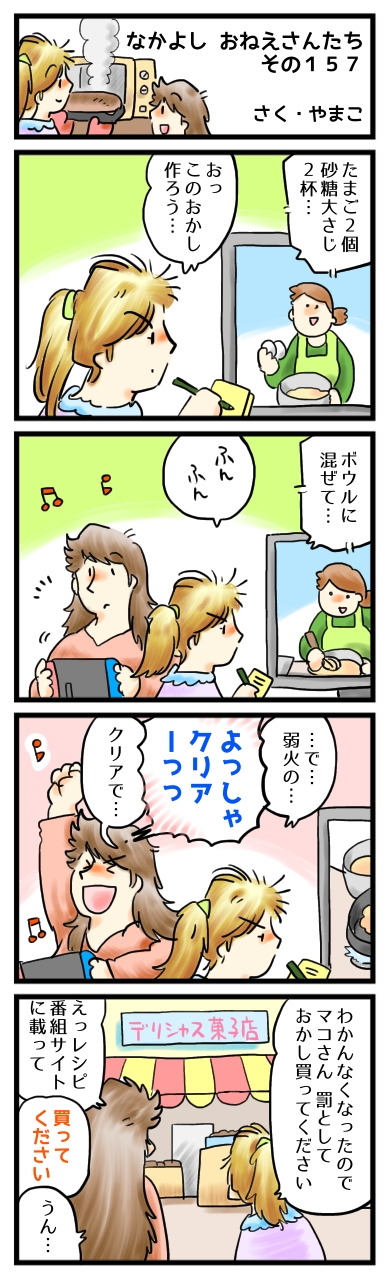 なかよし おねえさんたち
その１５７
さく・やまこ
たまご２個
砂糖大さじ
２杯…
おっ
このおかし
作ろう…
ボウルに
混ぜて…
ふん
ふん
…で…
弱火の…
よっしゃ
クリア
ーっっ
クリアで…
デリシャス菓子店
わかんなくなったので
マコさん 罰として
おかし買ってください
えっレシピ
番組サイト
に載って
買って
ください
うん…